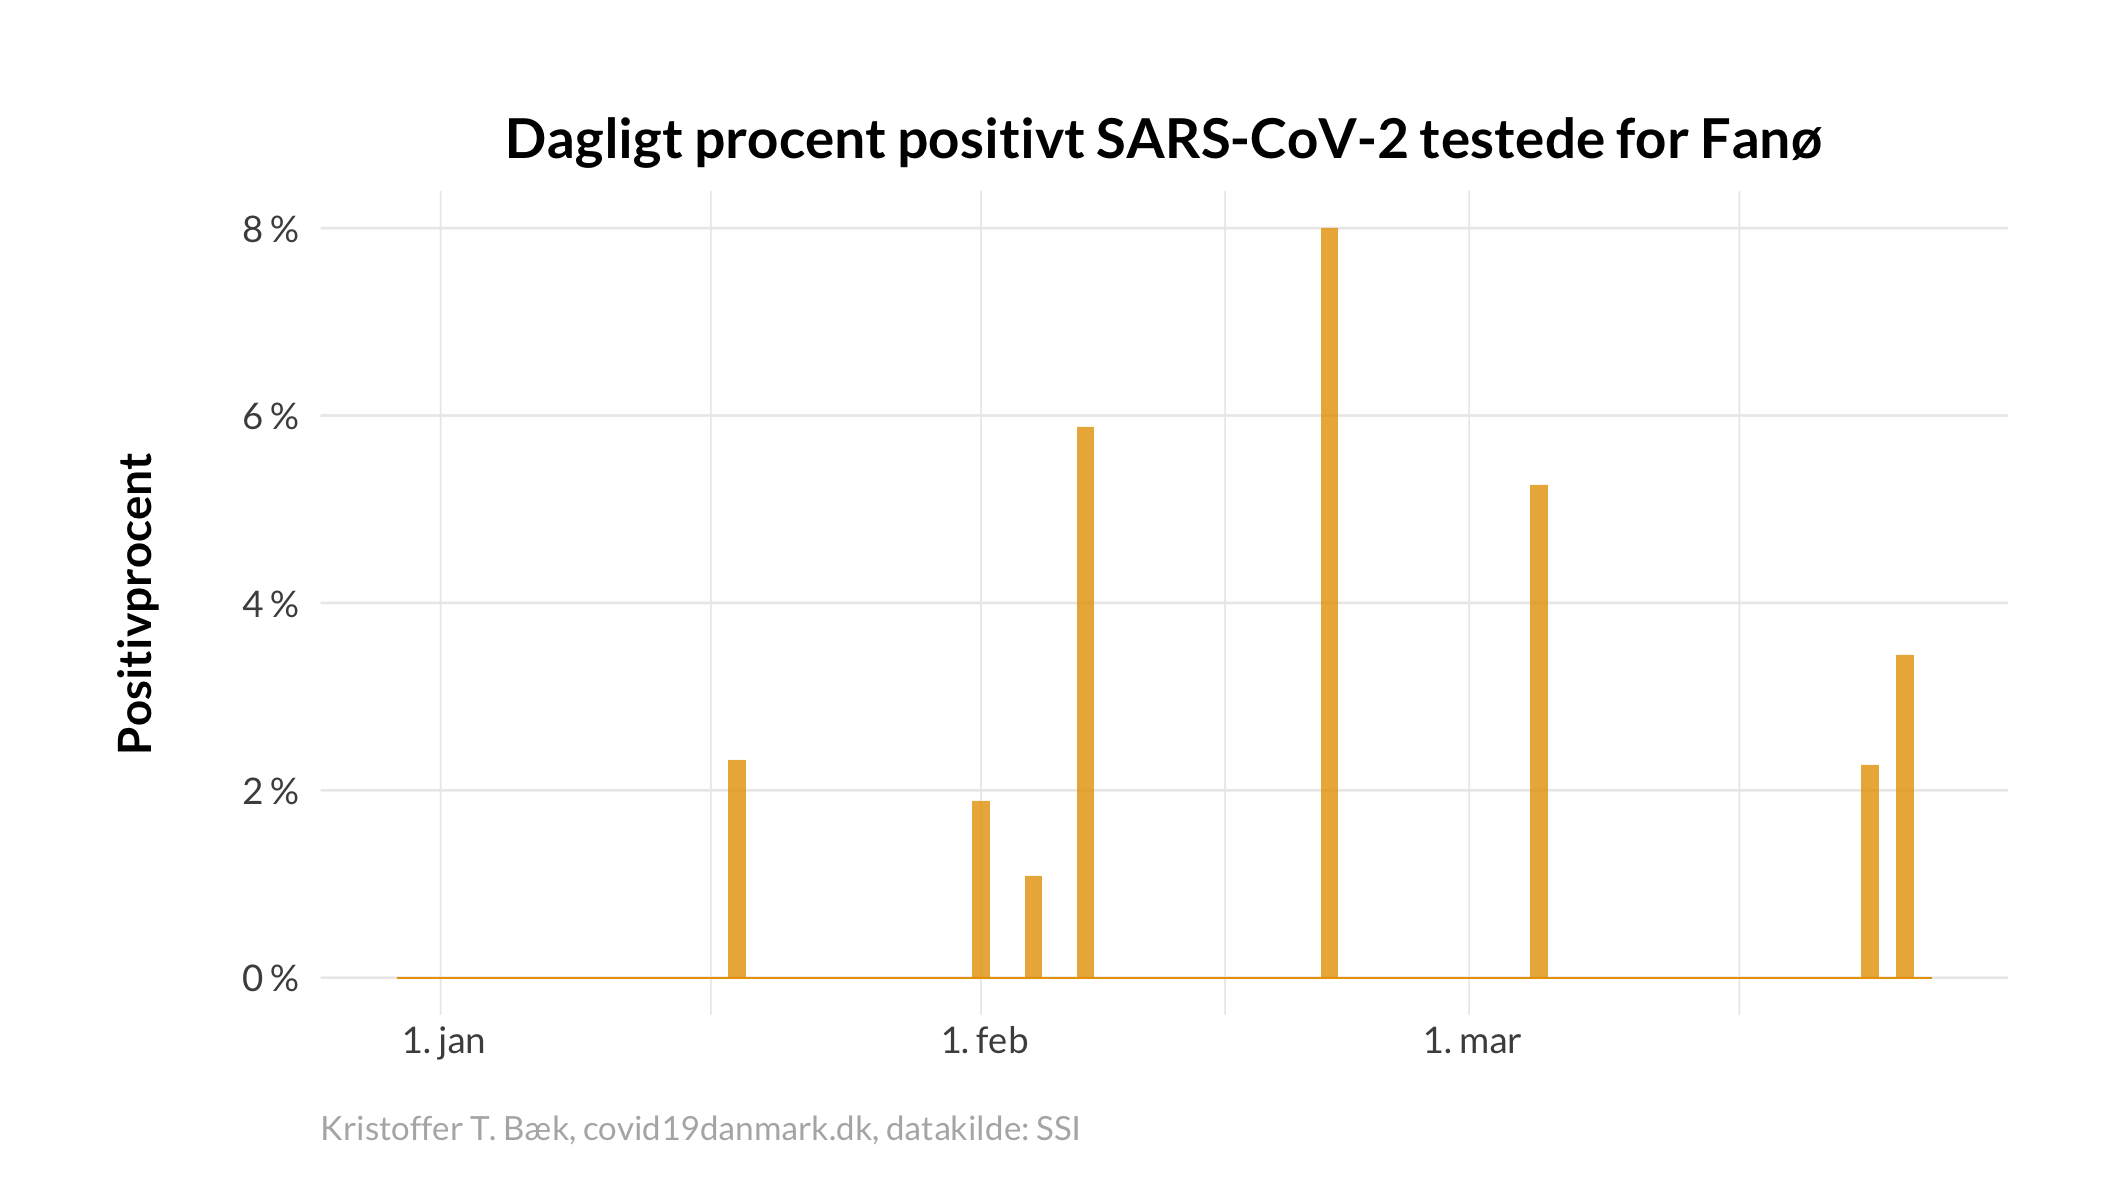 Dagligt procent positivt SARS-CoV-2 testede for Fanø
Positivprocent
8 %
6 %
4 %
2 %
0 %
1. jan
1. feb
1. mar
Kristoffer T. Bæk, covid19danmark.dk, datakilde: SSI